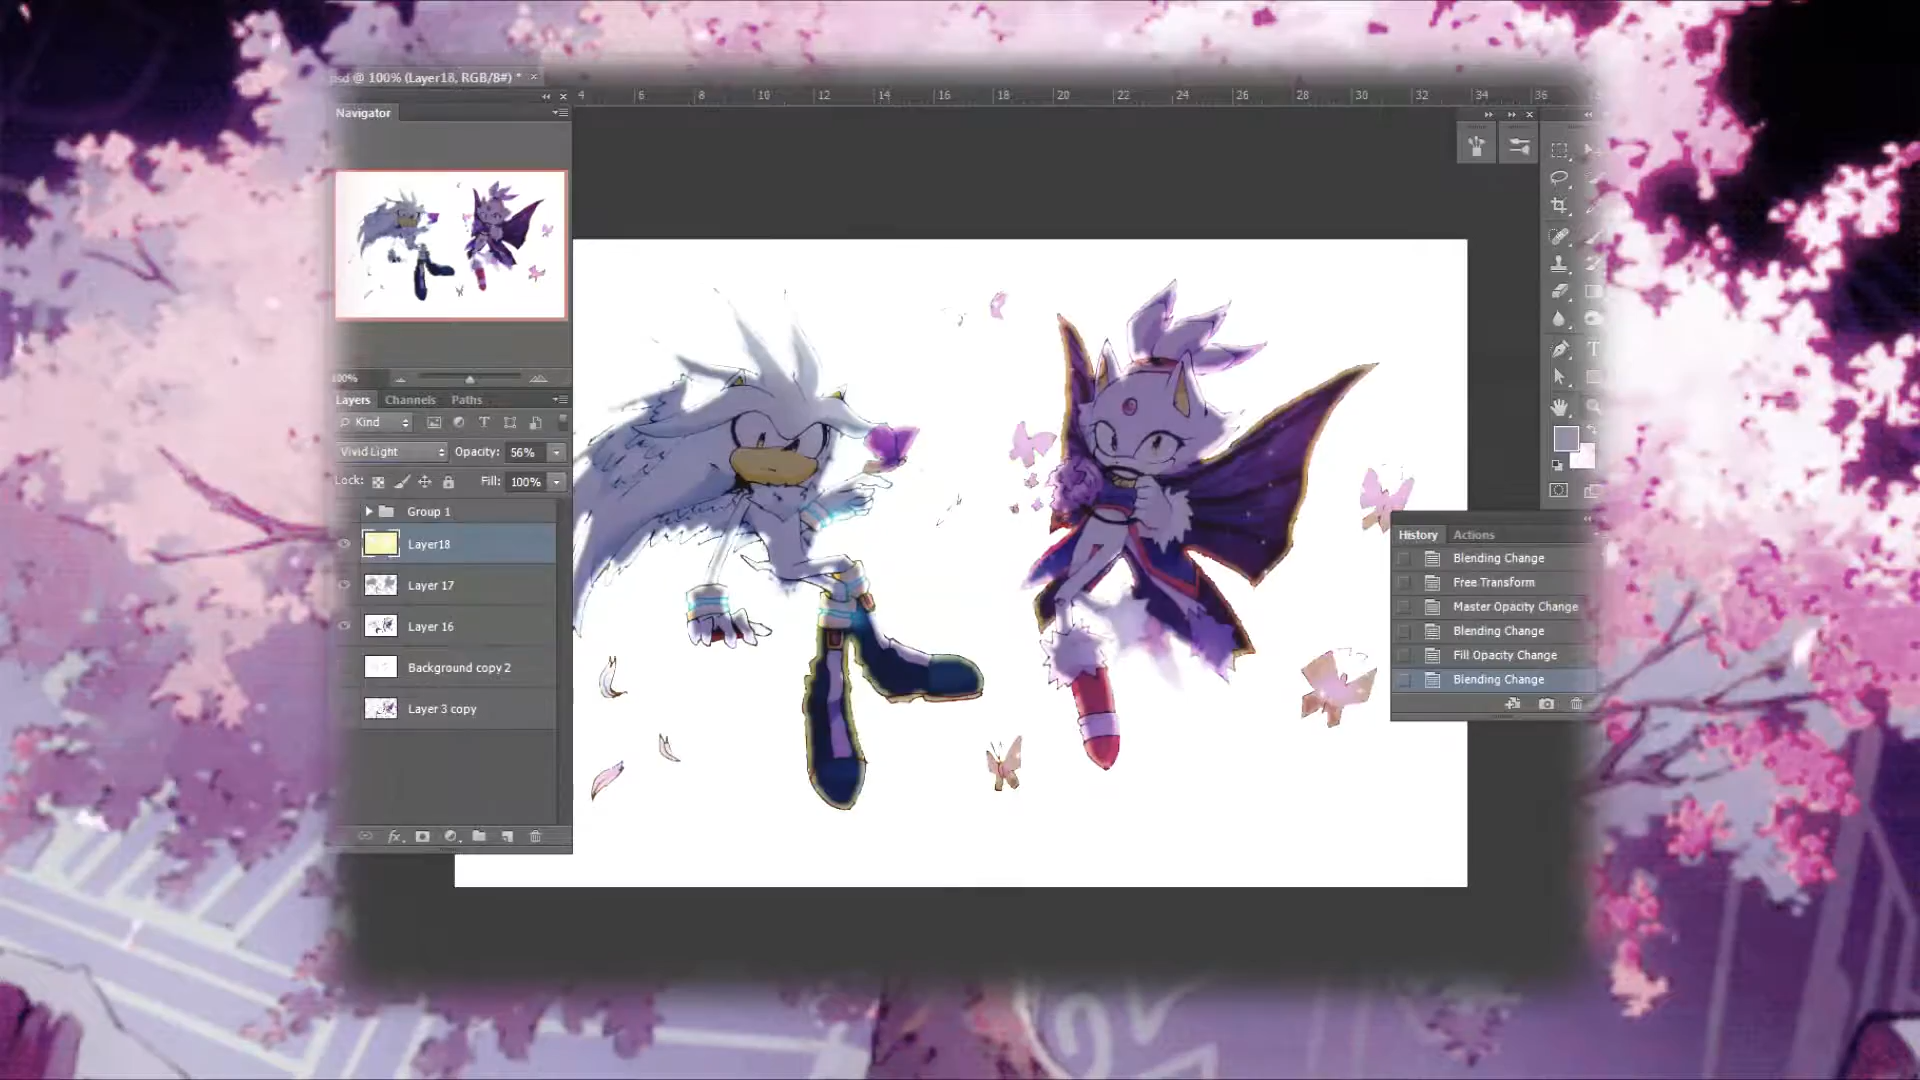 psd @ 100% (Layer18, RGB/8#) *
4 6 8 10 12 14 16 18 20 22 24 26 28 30 32 34 36
Navigator
100%
Layers Channels Paths
Kind
Vivid Light Opacity: 56%
Lock: Fill: 100%
Group 1
Layer18
Layer 17
Layer 16
Background copy 2
Layer 3 copy
fx
T
History Actions
Blending Change
Free Transform
Master Opacity Change
Blending Change
Fill Opacity Change
Blending Change